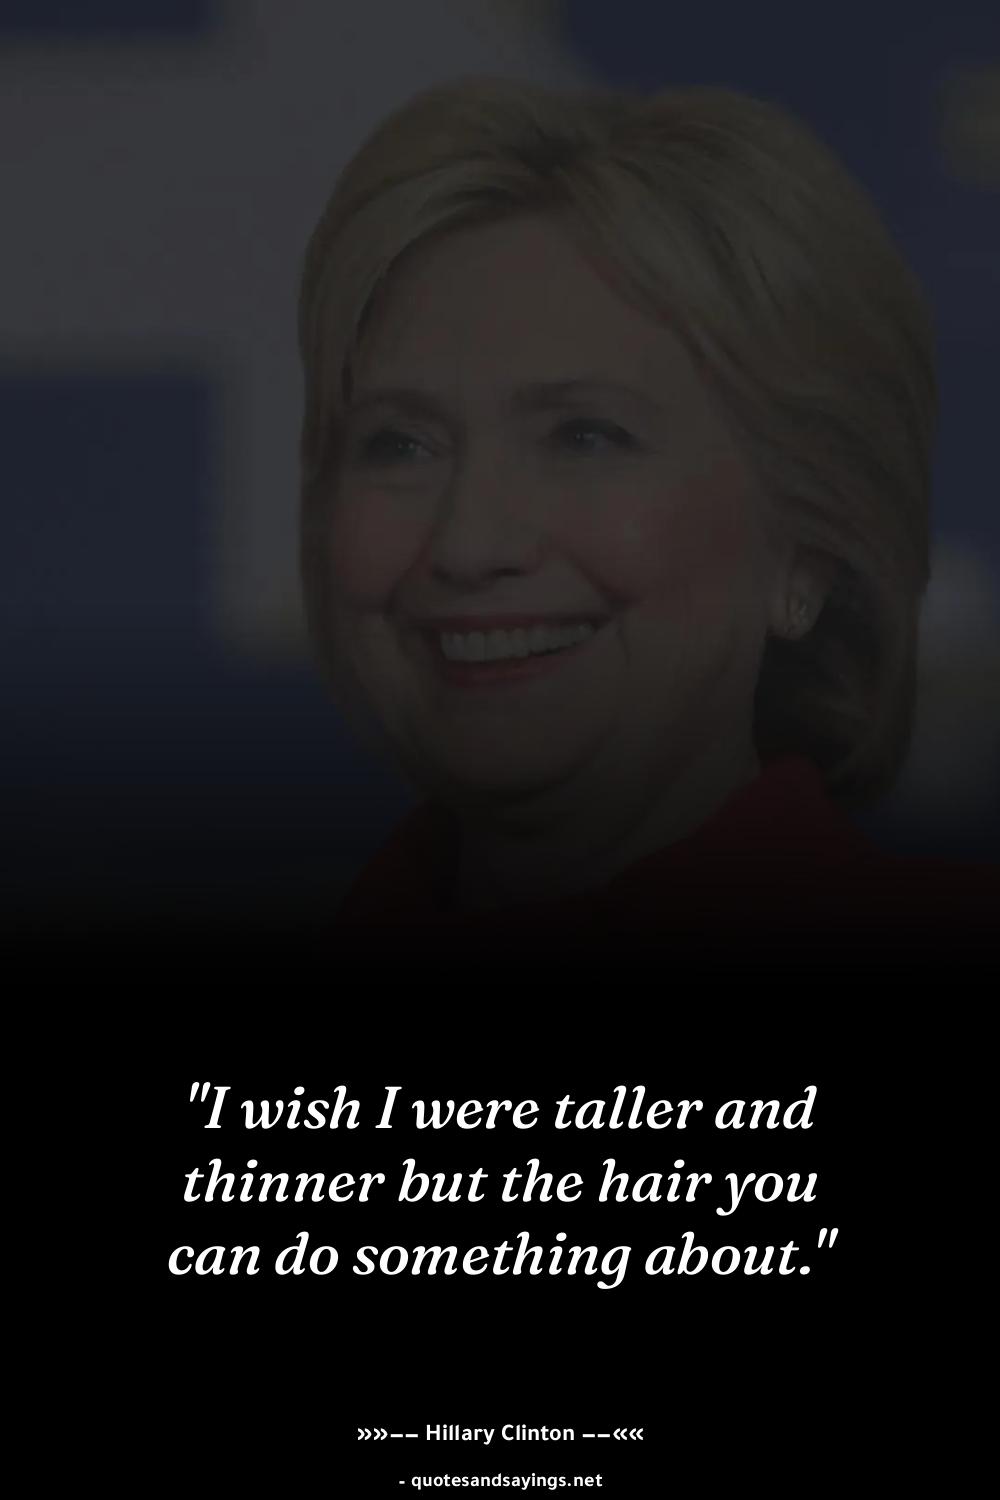 "I wish I were taller and
thinner but the hair you
can do something about."
»»−− Hillary Clinton −−««
- quotesandsayings.net